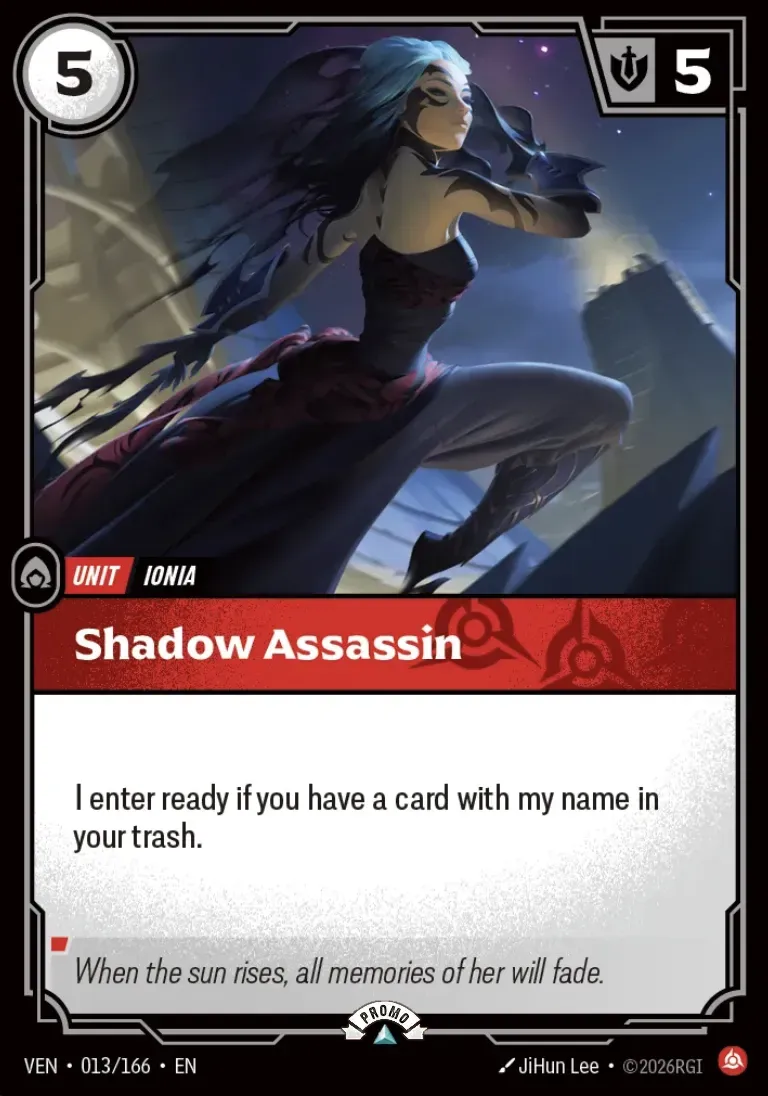 5
5
UNIT IONIA
Shadow Assassin
I enter ready if you have a card with my name in
your trash.
When the sun rises, all memories of her will fade.
PROMO
VEN • 013/166 • EN
JiHun Lee • ©2026RGI